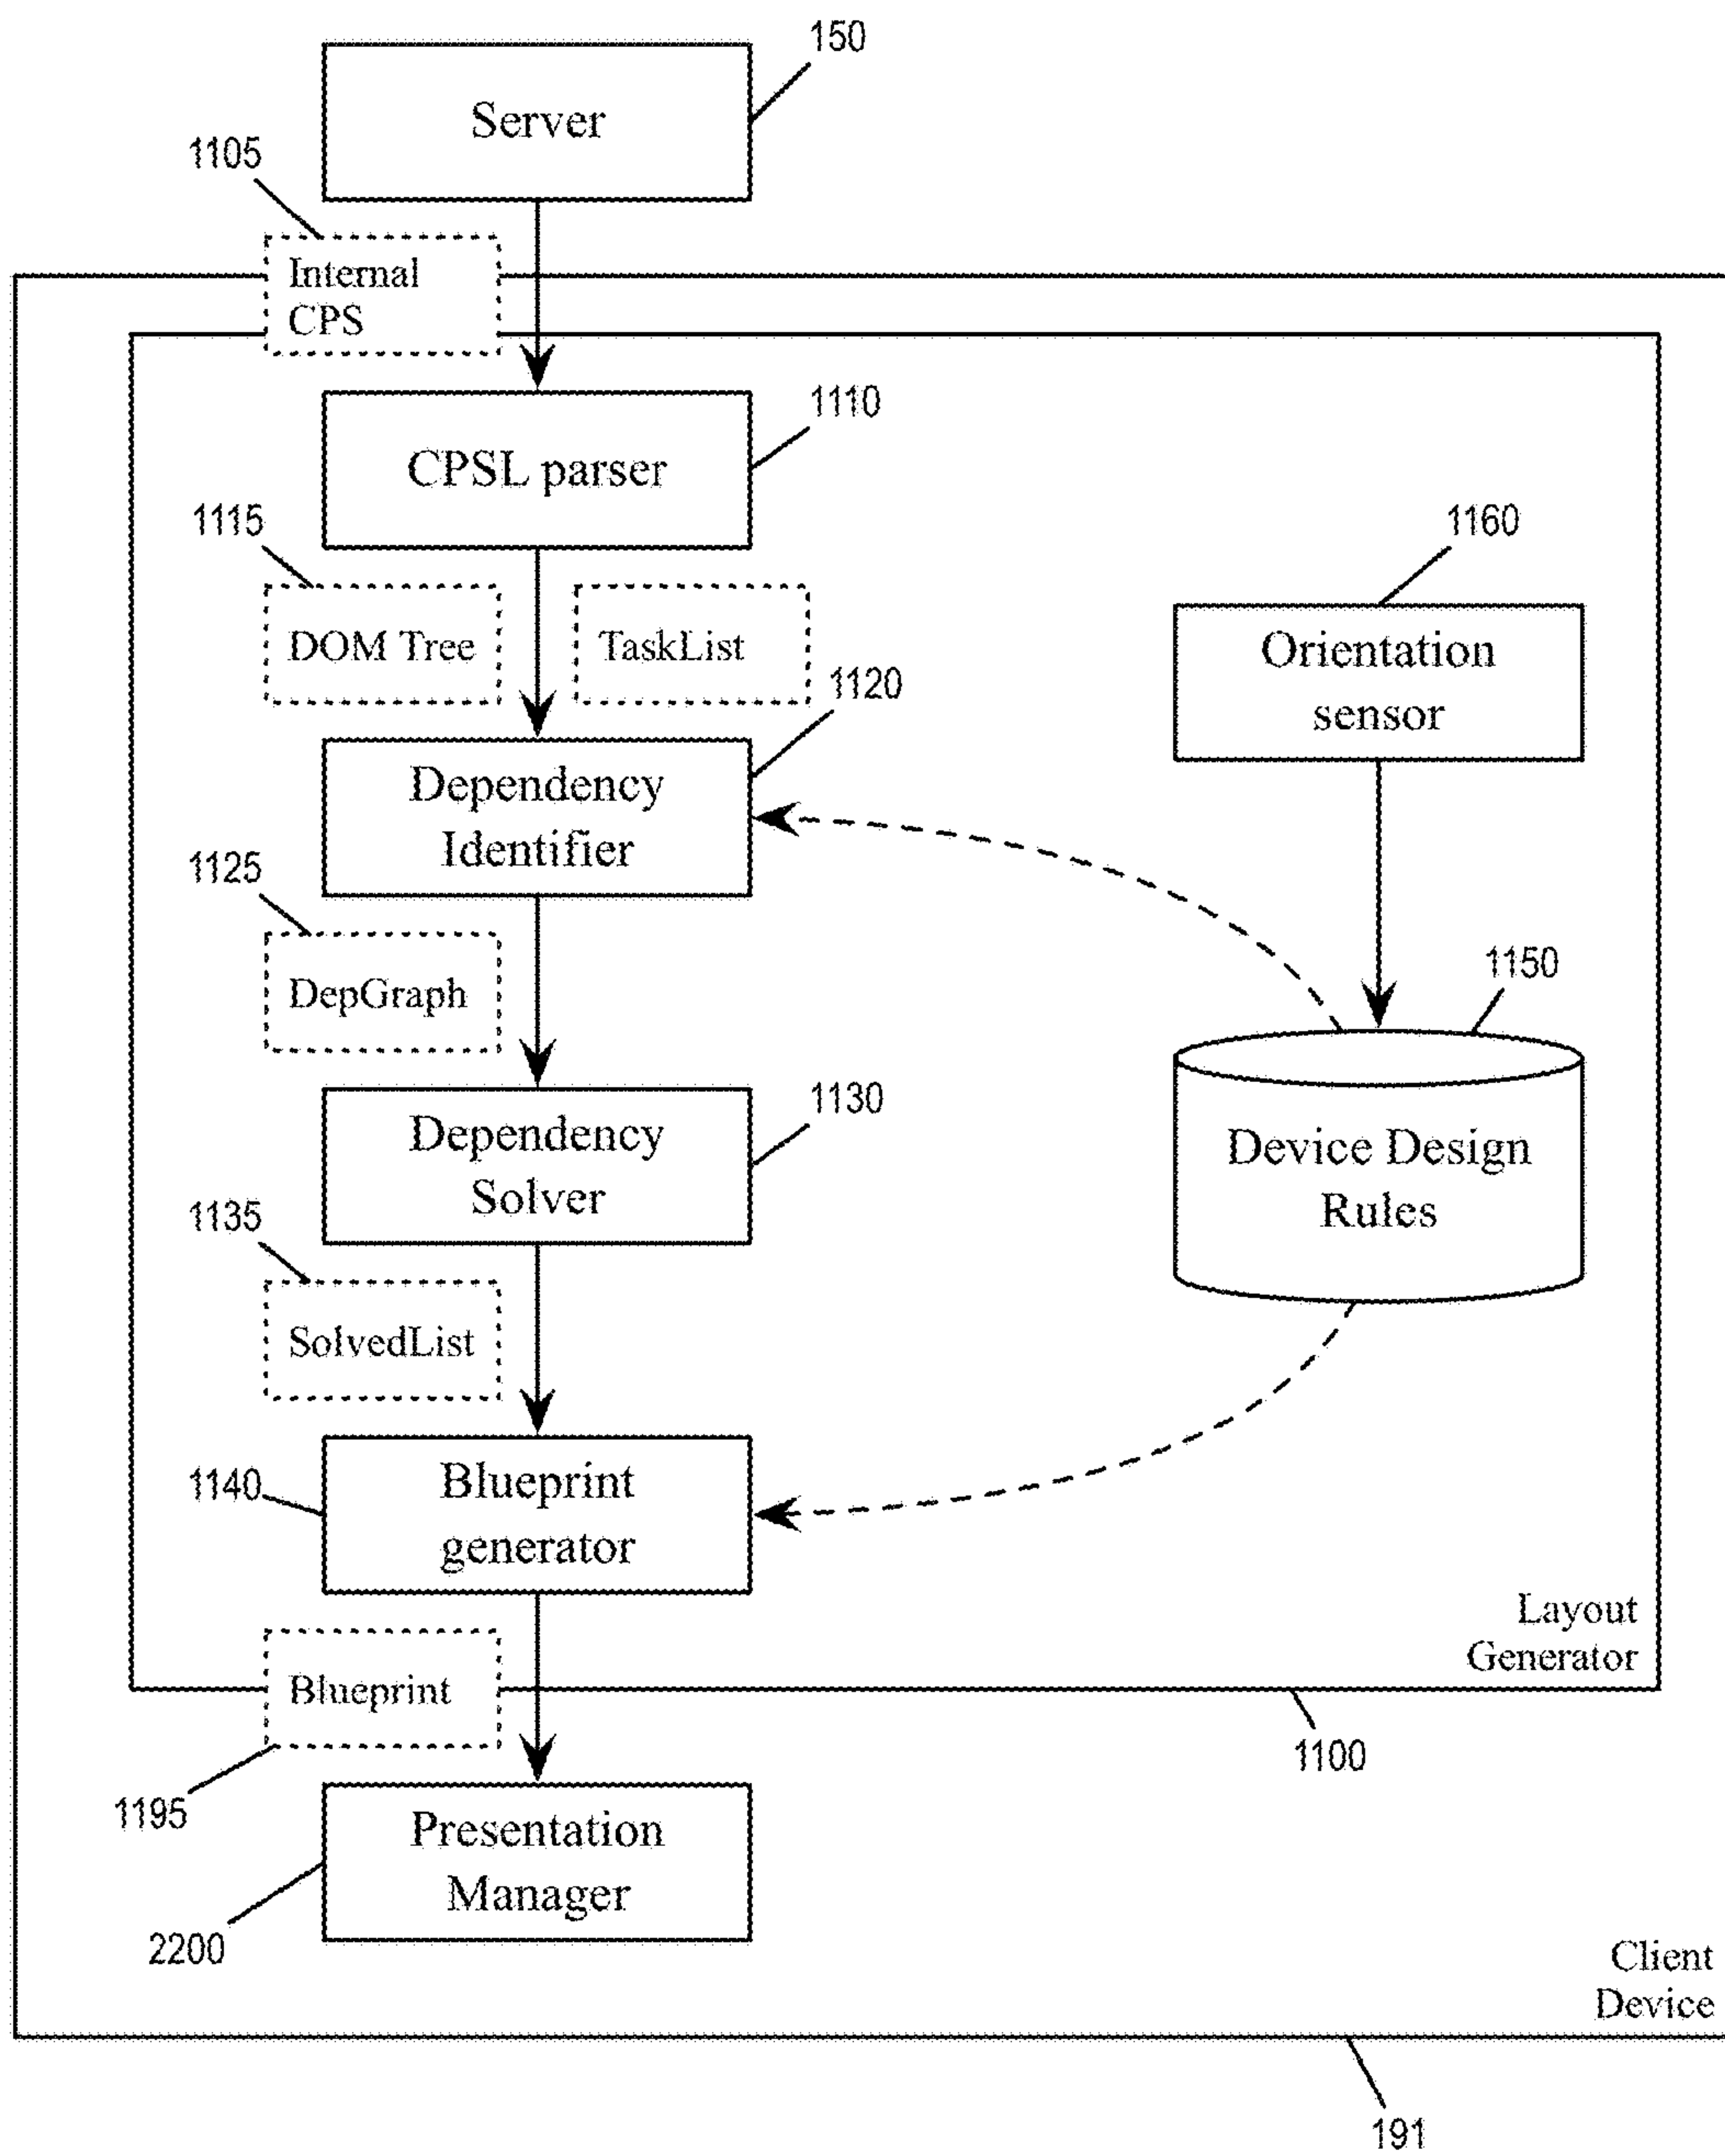 150
Server
1105
Internal
CPS
1110
CPSL parser
1115
1160
DOM Tree
TaskList
Orientation
sensor
1120
Dependency
Identifier
1125
1150
DepGraph
1130
Dependency
Solver
Device Design
Rules
1135
SolvedList
1140
Blueprint
generator
Layout
Generator
Blueprint
1100
1195
Presentation
Manager
2200
Client
Device
191